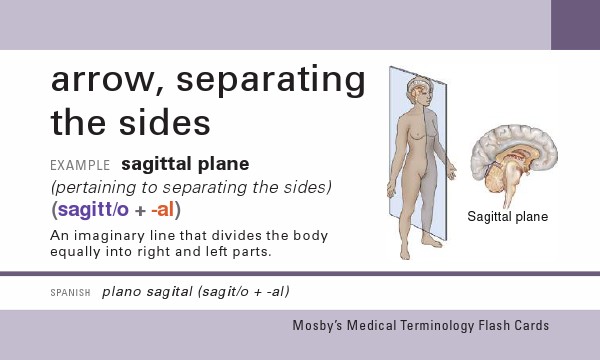 arrow, separating
the sides
EXAMPLE sagittal plane
(pertaining to separating the sides)
(sagitt/o + -al)
An imaginary line that divides the body
equally into right and left parts.
Sagittal plane
SPANISH plano sagital (sagit/o + -al)
Mosby's Medical Terminology Flash Cards